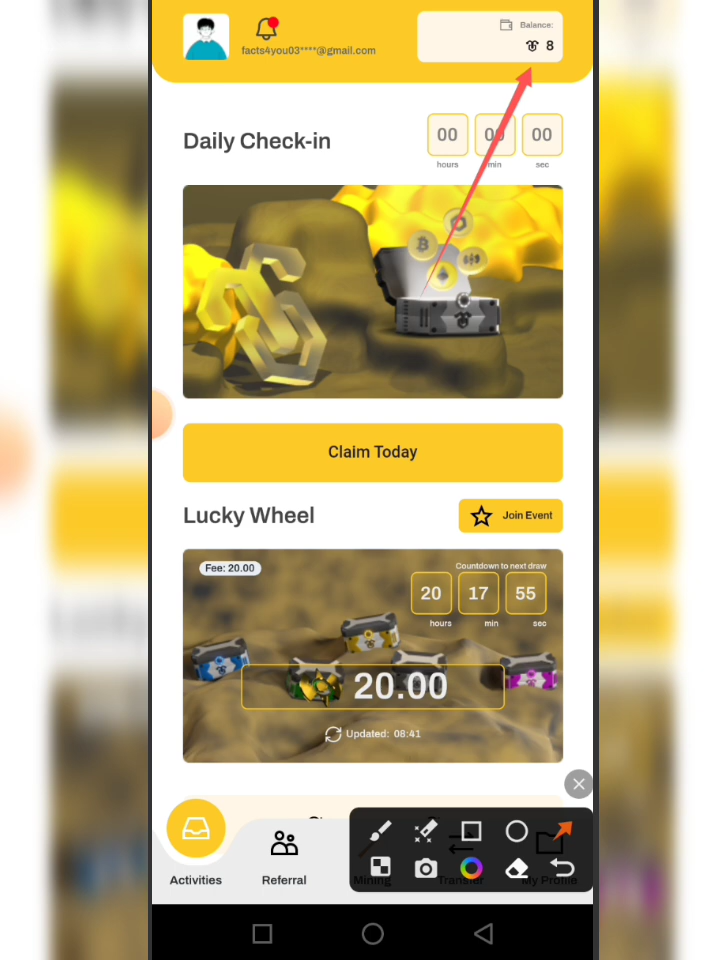 Balance:
8
facts4you03****@gmail.com
Daily Check-in
00 00 00
hours min sec
Claim Today
Lucky Wheel
Join Event
Fee: 20.00
Countdown to next draw
20 17 55
hours min sec
20.00
Updated: 08:41
Activities Referral Mining Transfer My Profile